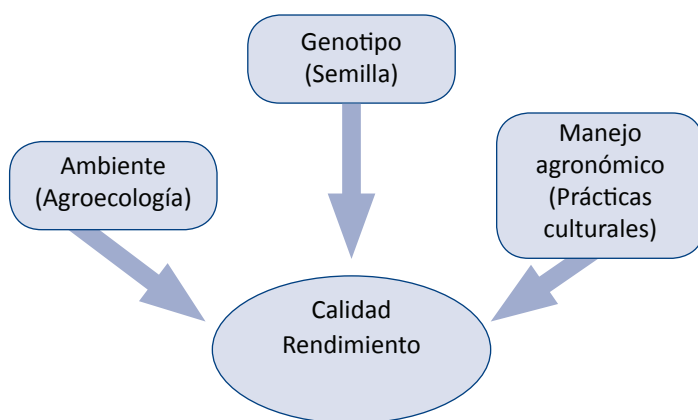 Genotipo
(Semilla)
Ambiente
(Agroecología)
Manejo
agronómico
(Prácticas
culturales)
Calidad
Rendimiento